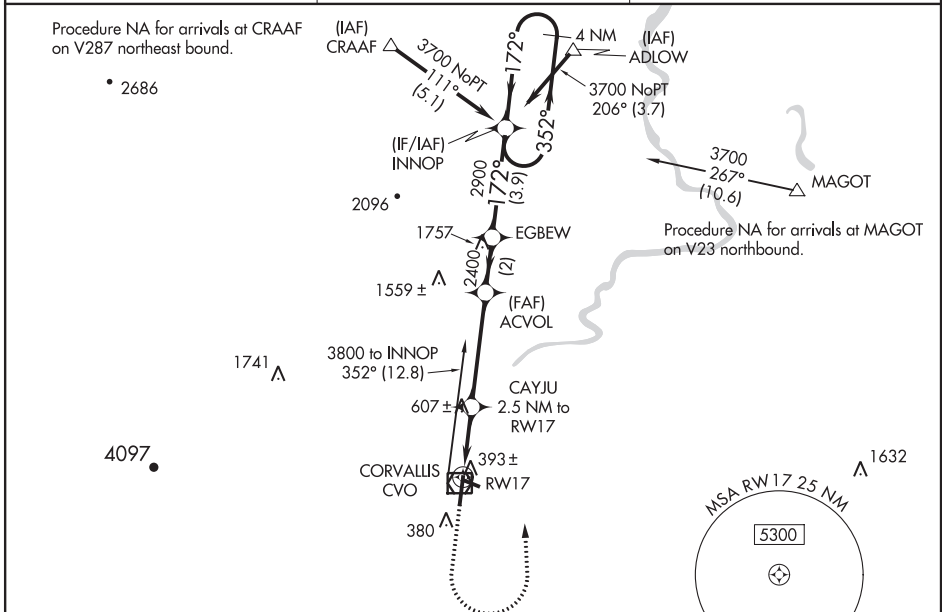 Procedure NA for arrivals at CRAAF
on V287 northeast bound.
2686
(IAF)
CRAAF
3700 NoPT
111°
(5.1)
172°
4 NM
(IAF)
ADLOW
3700 NoPT
206° (3.7)
352°
(IF/IAF)
INNOP
2900
172°
(3.9)
3700
267°
(10.6)
MAGOT
Procedure NA for arrivals at MAGOT
on V23 northbound.
2096
1757
EGBEW
2400
(2)
1559 ±
(FAF)
ACVOL
1741
3800 to INNOP
352° (12.8)
CAYJU
2.5 NM to
RW17
607 ±
4097
CORVALLIS
CVO
393 ±
RW17
380
1632
MSA RW17 25 NM
5300